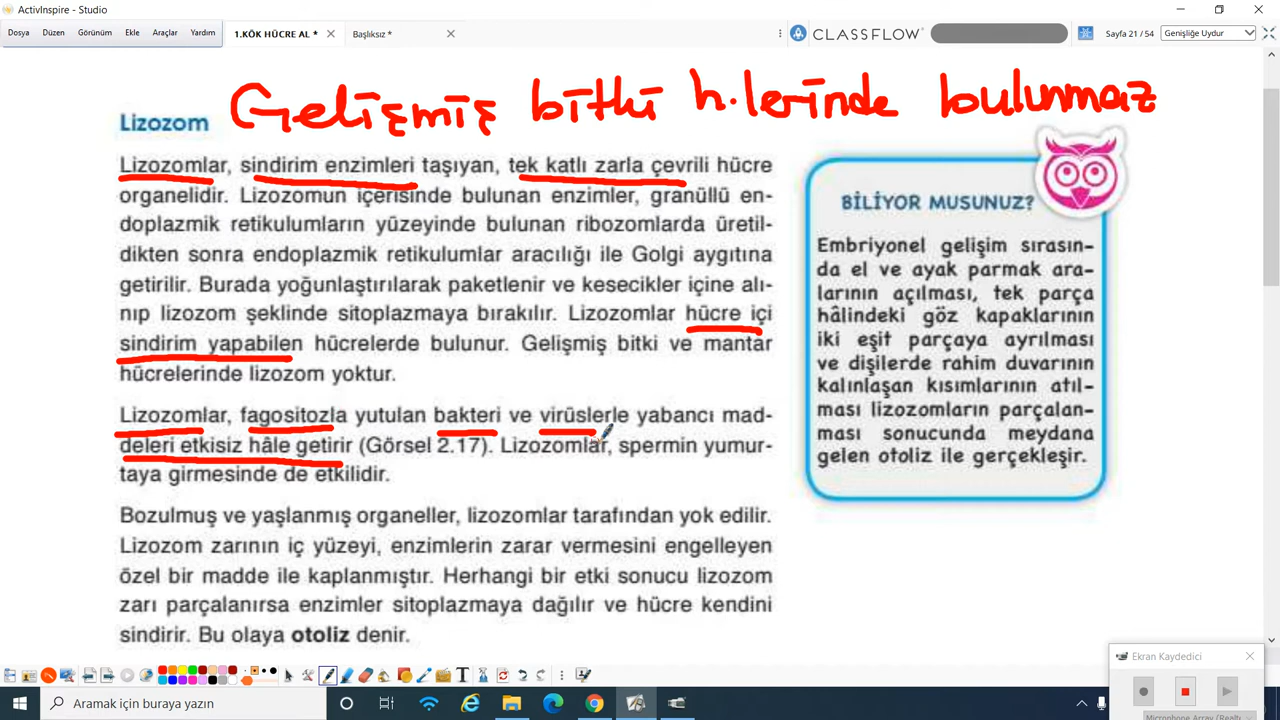 ActivInspire - Studio
Dosya Düzen Görünüm Ekle Araçlar Yardım
1.KÖK HÜCRE AL *
Başlıksız *
CLASSFLOW
Sayfa 21 / 54
Genişliğe Uydur
Gelişmiş bitki h.lerinde bulunmaz
Lizozom
Lizozomlar, sindirim enzimleri taşıyan, tek katlı zarla çevrili hücre
organelidir. Lizozomun içerisinde bulunan enzimler, granüllü en-
doplazmik retikulumların yüzeyinde bulunan ribozomlarda üretil-
dikten sonra endoplazmik retikulumlar aracılığı ile Golgi aygıtına
getirilir. Burada yoğunlaştırılarak paketlenir ve kesecikler içine alı-
nıp lizozom şeklinde sitoplazmaya bırakılır. Lizozomlar hücre içi
sindirim yapabilen hücrelerde bulunur. Gelişmiş bitki ve mantar
hücrelerinde lizozom yoktur.
Lizozomlar, fagositozla yutulan bakteri ve virüslerle yabancı mad-
deleri etkisiz hâle getirir (Görsel 2.17). Lizozomlar, spermin yumur-
taya girmesinde de etkilidir.
Bozulmuş ve yaşlanmış organeller, lizozomlar tarafından yok edilir.
Lizozom zarının iç yüzeyi, enzimlerin zarar vermesini engelleyen
özel bir madde ile kaplanmıştır. Herhangi bir etki sonucu lizozom
zarı parçalanırsa enzimler sitoplazmaya dağılır ve hücre kendini
sindirir. Bu olaya otoliz denir.
BİLİYOR MUSUNUZ?
Embriyonel gelişim sırasın-
da el ve ayak parmak ara-
larının açılması, tek parça
hâlindeki göz kapaklarının
iki eşit parçaya ayrılması
ve dişilerde rahim duvarının
kalınlaşan kısımlarının atıl-
ması lizozomların parçalan-
ması sonucunda meydana
gelen otoliz ile gerçekleşir.
Ekran Kaydedici
Microphone Array (Realt
Aramak için buraya yazın